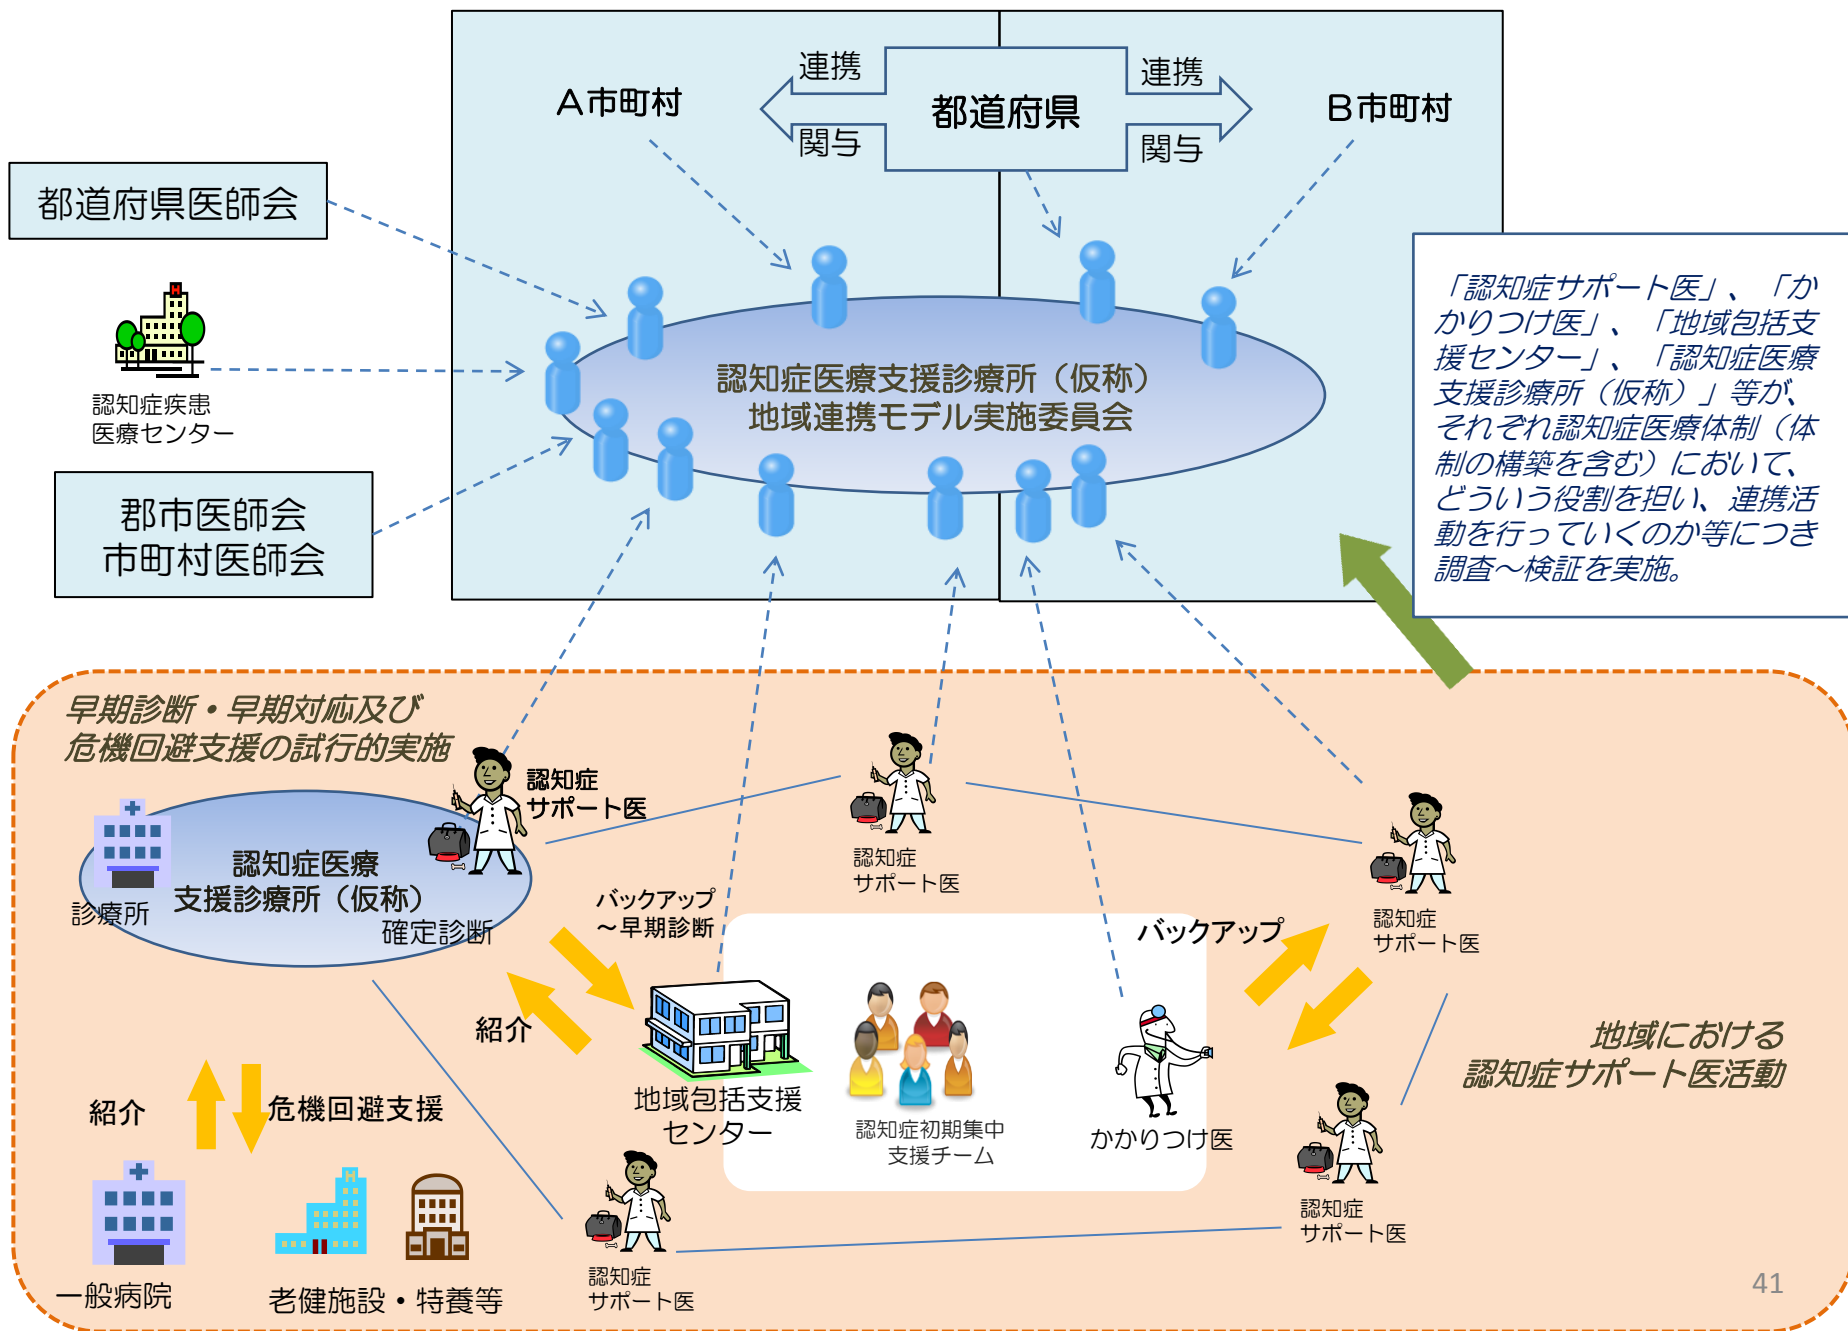 A市町村
連携
関与
都道府県
連携
関与
B市町村
都道府県医師会
認知症疾患
医療センター
郡市医師会
市町村医師会
認知症医療支援診療所（仮称）
地域連携モデル実施委員会
「認知症サポート医」、「か
かりつけ医」、「地域包括支
援センター」、「認知症医療
支援診療所（仮称）」等が、
それぞれ認知症医療体制（体
制の構築を含む）において、
どういう役割を担い、連携活
動を行っていくのか等につき
調査～検証を実施。
早期診断・早期対応及び
危機回避支援の試行的実施
認知症
サポート医
認知症医療
支援診療所（仮称）
診療所
確定診断
認知症
サポート医
バックアップ
～早期診断
紹介
バックアップ
認知症
サポート医
地域包括支援
センター
認知症初期集中
支援チーム
かかりつけ医
地域における
認知症サポート医活動
紹介
危機回避支援
一般病院
老健施設・特養等
認知症
サポート医
認知症
サポート医
41
H
H